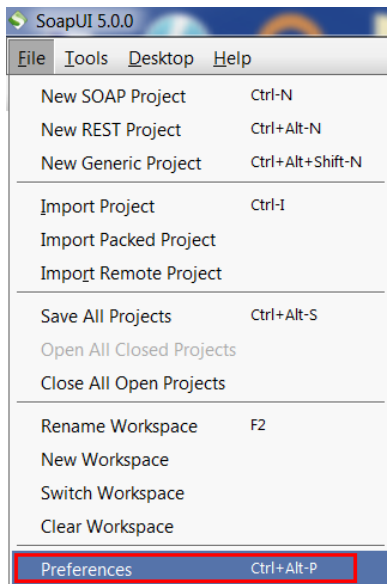 SoapUI 5.0.0
File Tools Desktop Help
New SOAP Project Ctrl-N
New REST Project Ctrl+Alt-N
New Generic Project Ctrl+Alt+Shift-N
Import Project Ctrl-I
Import Packed Project
Import Remote Project
Save All Projects Ctrl+Alt-S
Open All Closed Projects
Close All Open Projects
Rename Workspace F2
New Workspace
Switch Workspace
Clear Workspace
Preferences Ctrl+Alt-P